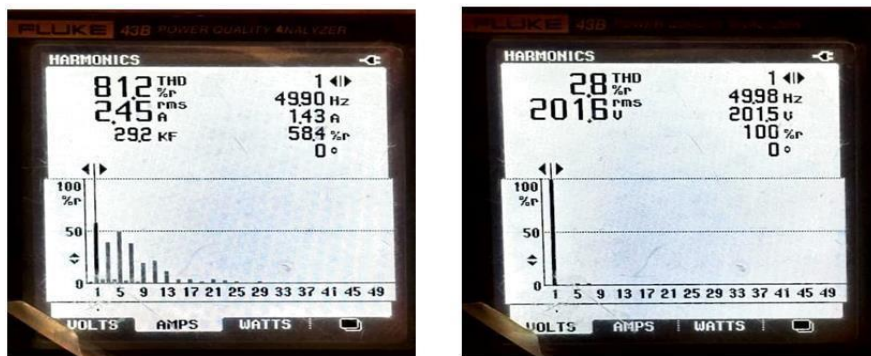 FLUKE 43B POWER QUALITY ANALYZER
HARMONICS
81.2 THD %r
2.45 rms A
29.2 KF
1
49.90 Hz
1.43 A
58.4 %r
0 °
100
%r
50
0
1 5 9 13 17 21 25 29 33 37 41 45 49
VOLTS AMPS WATTS
FLUKE 43B POWER QUALITY ANALYZER
HARMONICS
2.8 THD %r
201.6 rms V
1
49.98 Hz
201.5 V
100 %r
0 °
100
%r
50
0
1 5 9 13 17 21 25 29 33 37 41 45 49
VOLTS AMPS WATTS